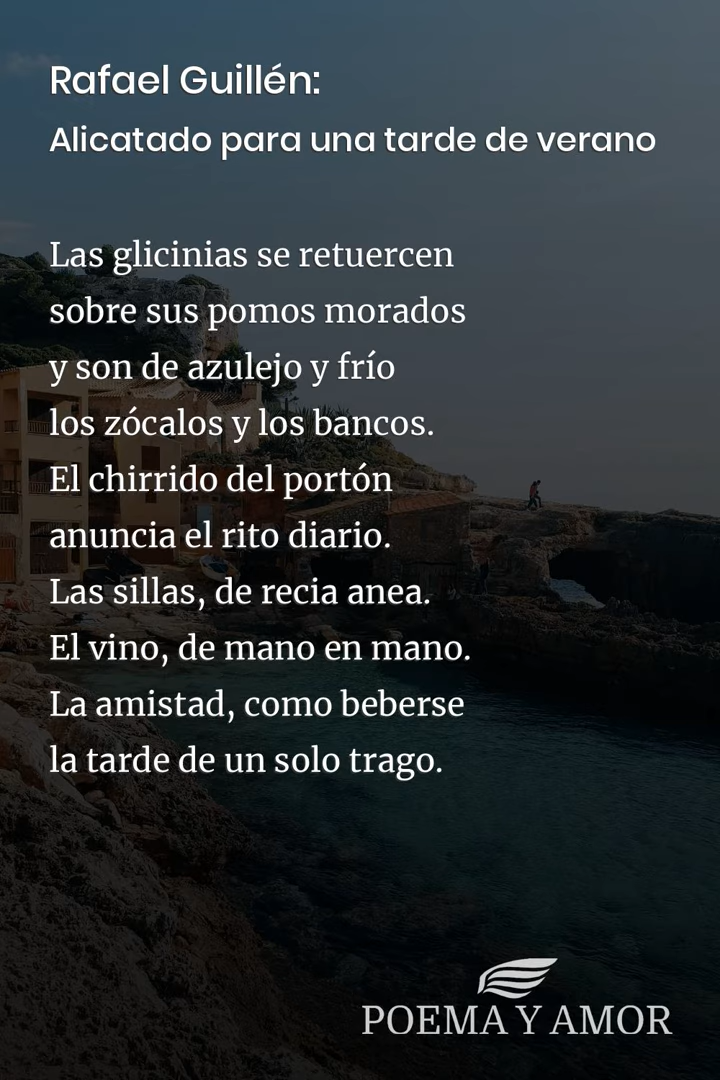 Rafael Guillén:
Alicatado para una tarde de verano
Las glicinias se retuercen
sobre sus pomos morados
y son de azulejo y frío
los zócalos y los bancos.
El chirrido del portón
anuncia el rito diario.
Las sillas, de recia anea.
El vino, de mano en mano.
La amistad, como beberse
la tarde de un solo trago.
POEMA Y AMOR